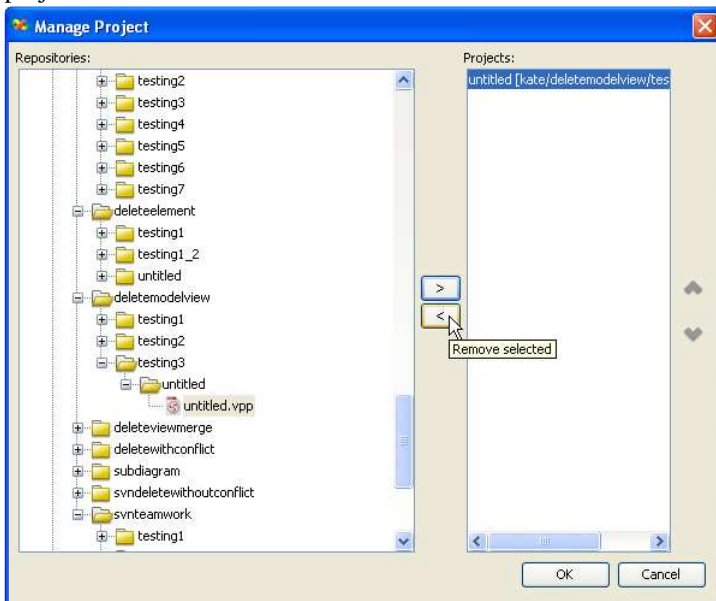 Manage Project
Repositories:
testing2
testing3
testing4
testing5
testing6
testing7
deleteelement
testing1
testing1_2
untitled
deletemodelview
testing1
testing2
testing3
untitled
untitled.vpp
deleteviewmerge
deletewithconflict
subdiagram
svndeletewithoutconflict
svnteamwork
testing1
>
<
Remove selected
Projects:
untitled [kate/deletemodelview/tes
OK
Cancel